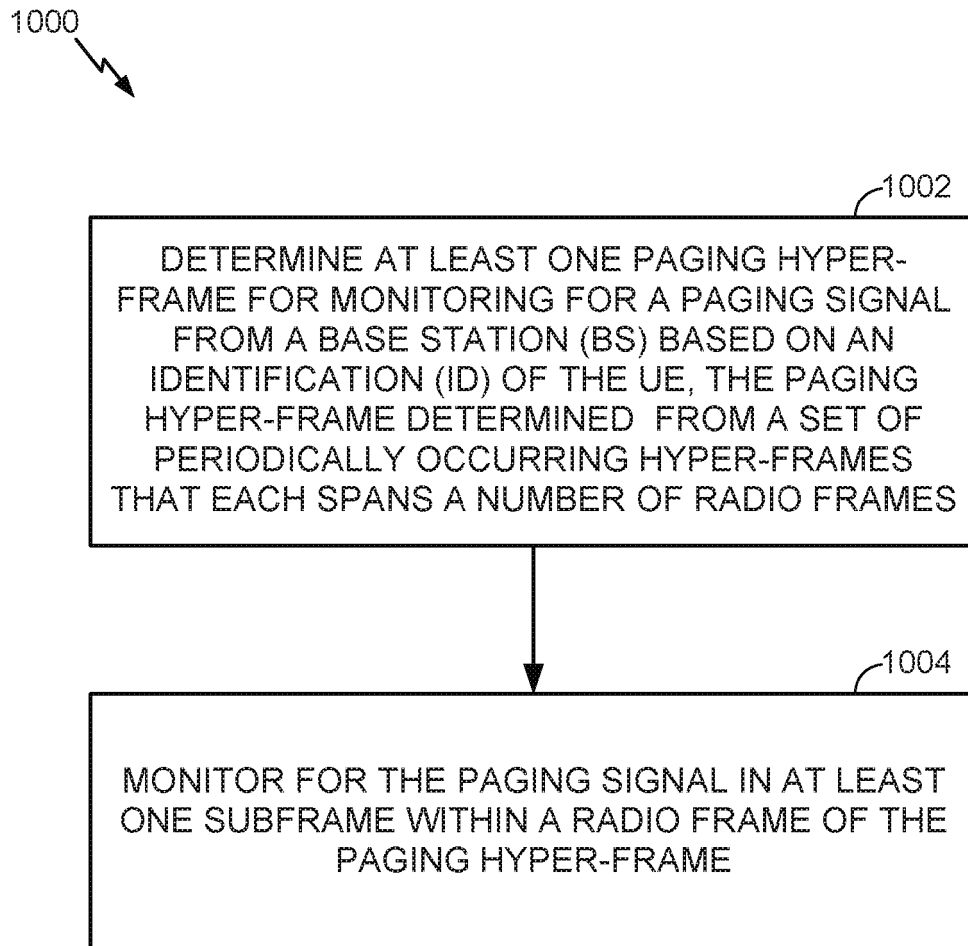 1000
1002
DETERMINE AT LEAST ONE PAGING HYPER-
FRAME FOR MONITORING FOR A PAGING SIGNAL
FROM A BASE STATION (BS) BASED ON AN
IDENTIFICATION (ID) OF THE UE, THE PAGING
HYPER-FRAME DETERMINED FROM A SET OF
PERIODICALLY OCCURRING HYPER-FRAMES
THAT EACH SPANS A NUMBER OF RADIO FRAMES
1004
MONITOR FOR THE PAGING SIGNAL IN AT LEAST
ONE SUBFRAME WITHIN A RADIO FRAME OF THE
PAGING HYPER-FRAME